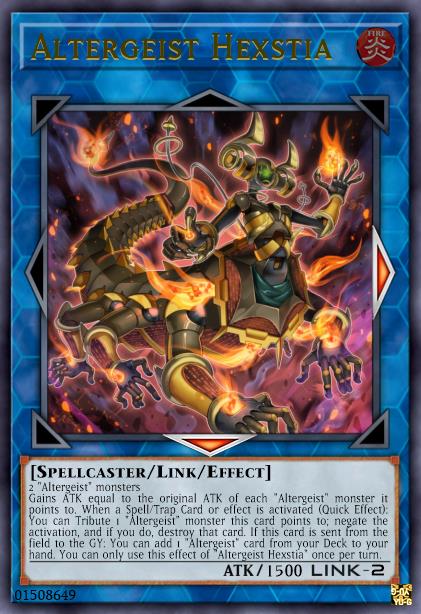 Altergeist Hexstia
FIRE
炎
[Spellcaster/Link/Effect]
2 "Altergeist" monsters
Gains ATK equal to the original ATK of each "Altergeist" monster it
points to. When a Spell/Trap Card or effect is activated (Quick Effect):
You can Tribute 1 "Altergeist" monster this card points to; negate the
activation, and if you do, destroy that card. If this card is sent from the
field to the GY: You can add 1 "Altergeist" card from your Deck to your
hand. You can only use this effect of "Altergeist Hexstia" once per turn.
ATK/1500 LINK-2
01508649